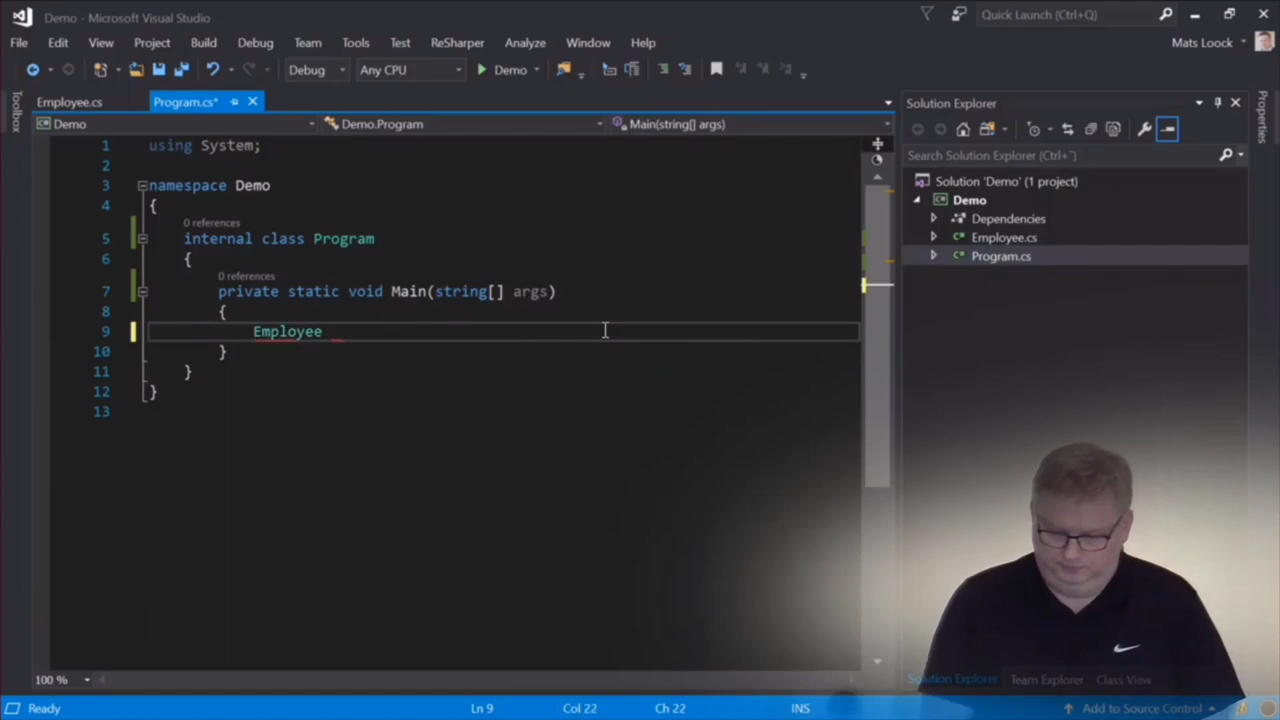 Demo - Microsoft Visual Studio
Quick Launch (Ctrl+Q)
File Edit View Project Build Debug Team Tools Test ReSharper Analyze Window Help
Mats Loock
Debug Any CPU Demo
Toolbox
Employee.cs Program.cs*
Demo Demo.Program Main(string[] args)
1 using System;
2
3 namespace Demo
4 {
0 references
5 internal class Program
6 {
0 references
7 private static void Main(string[] args)
8 {
9 Employee
10 }
11 }
12 }
13
100 %
Solution Explorer
Search Solution Explorer (Ctrl+¨)
Solution 'Demo' (1 project)
Demo
Dependencies
C# Employee.cs
C# Program.cs
Properties
Solution Explorer Team Explorer Class View
Ready Ln 9 Col 22 Ch 22 INS Add to Source Control